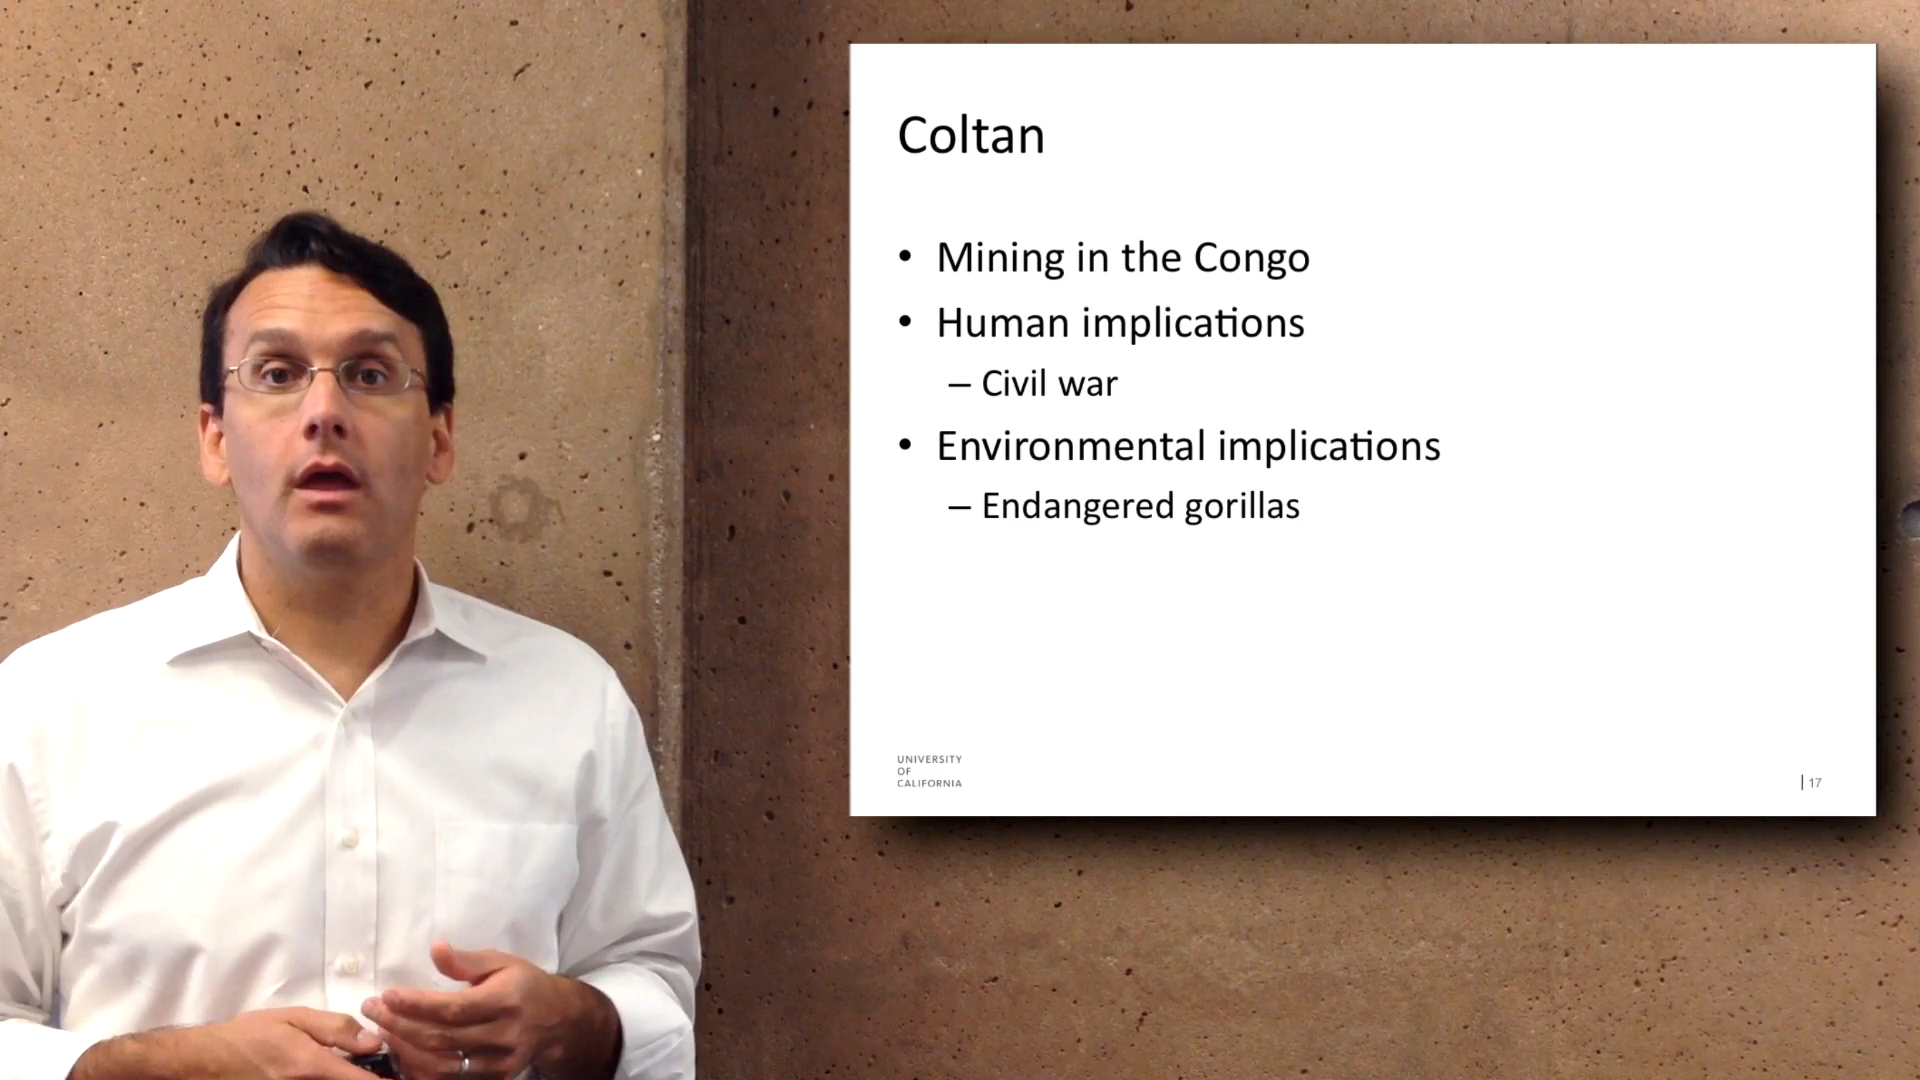 Coltan
• Mining in the Congo
• Human implications
– Civil war
• Environmental implications
– Endangered gorillas
UNIVERSITY
OF
CALIFORNIA
| 17